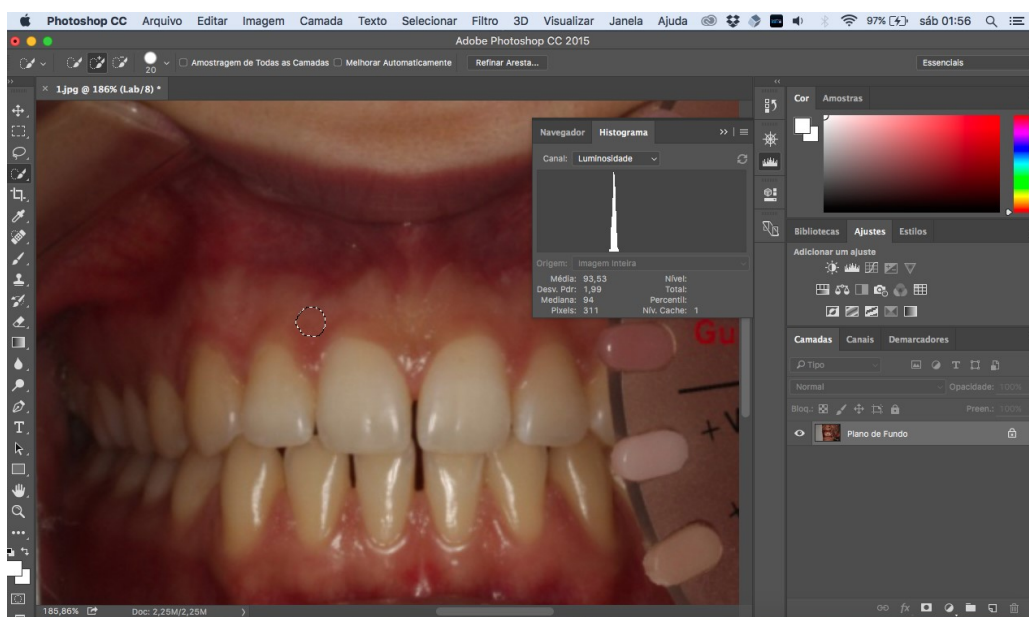 Photoshop CC Arquivo Editar Imagem Camada Texto Selecionar Filtro 3D Visualizar Janela Ajuda 97% sáb 01:56
Adobe Photoshop CC 2015
20 Amostragem de Todas as Camadas Melhorar Automaticamente Refinar Aresta... Essenciais
× 1.jpg @ 186% (Lab/8) *
Navegador Histograma
Canal: Luminosidade
Origem: Imagem Inteira
Média: 93,53 Nível:
Desv. Pdr: 1,99 Total:
Mediana: 94 Percentil:
Pixels: 311 Nív. Cache: 1
Gu
Cor Amostras
Bibliotecas Ajustes Estilos
Adicionar um ajuste
Camadas Canais Demarcadores
Tipo
Normal Opacidade: 100%
Bloq.: Preen.: 100%
Plano de Fundo
185,86% Doc: 2,25M/2,25M